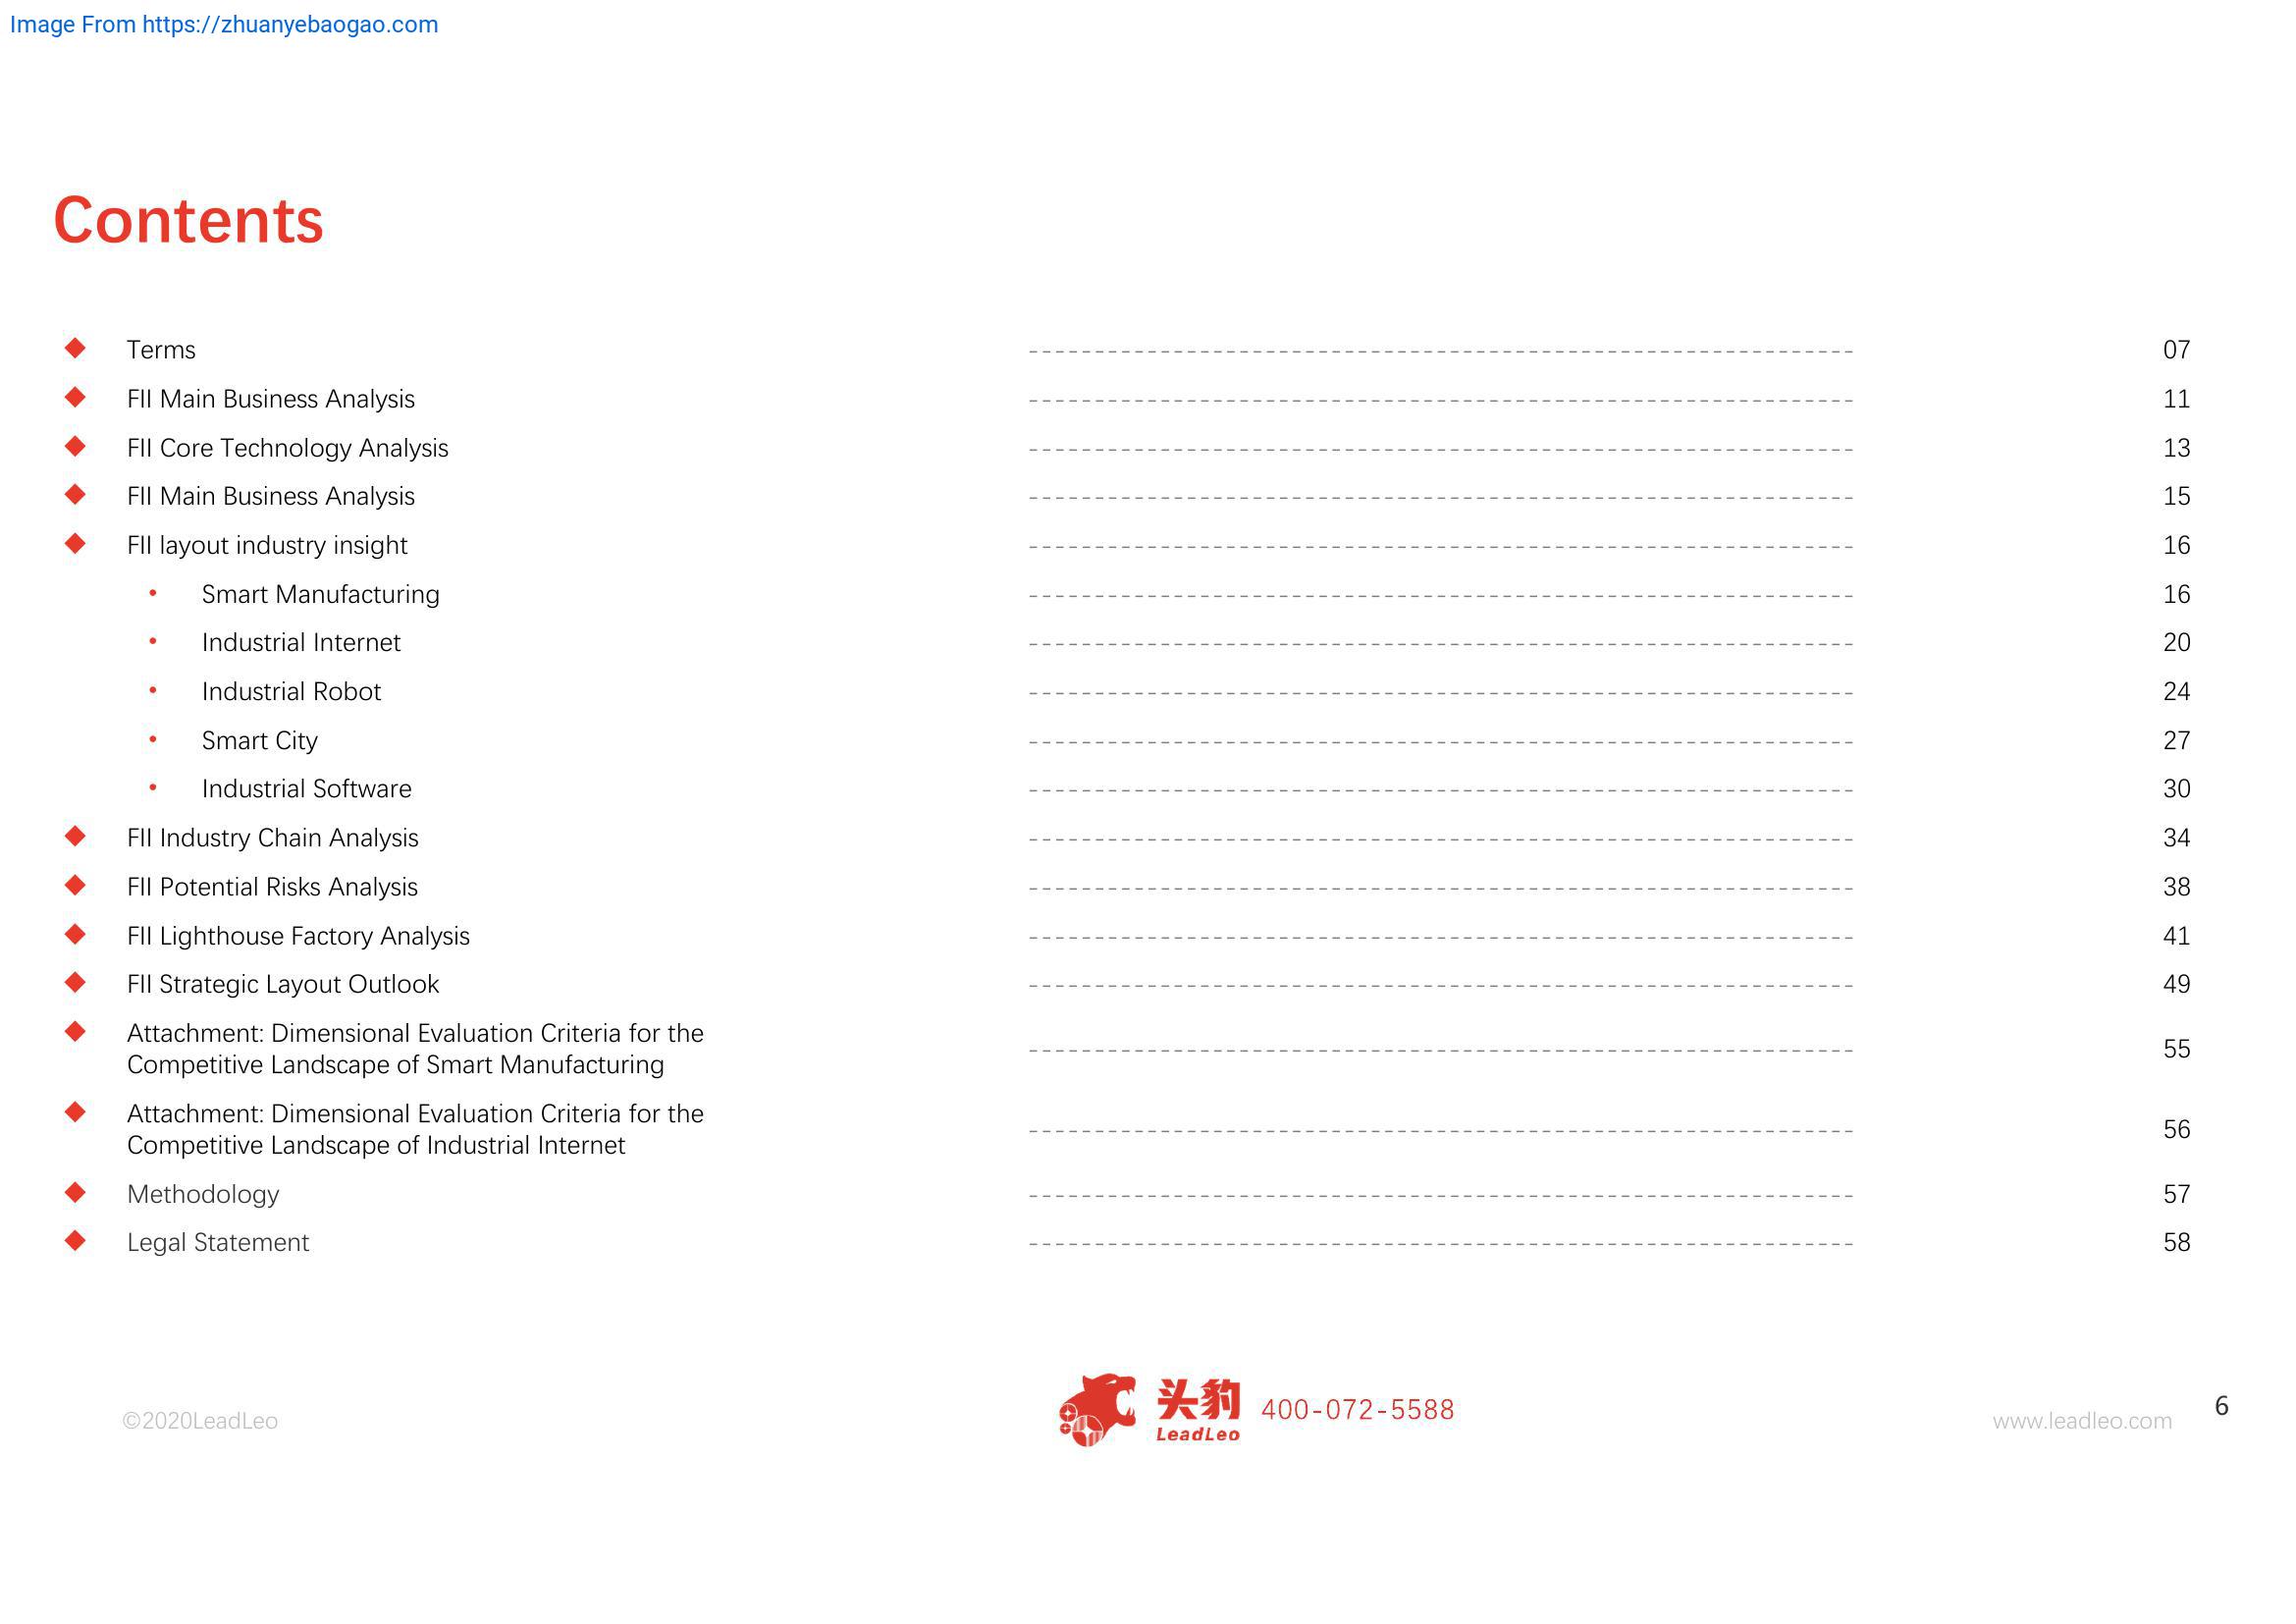 Image From https://zhuanyebaogao.com
Contents
◆ Terms ---------------------------------------------------------------- 07
◆ FII Main Business Analysis ---------------------------------------------------------------- 11
◆ FII Core Technology Analysis ---------------------------------------------------------------- 13
◆ FII Main Business Analysis ---------------------------------------------------------------- 15
◆ FII layout industry insight ---------------------------------------------------------------- 16
• Smart Manufacturing ---------------------------------------------------------------- 16
• Industrial Internet ---------------------------------------------------------------- 20
• Industrial Robot ---------------------------------------------------------------- 24
• Smart City ---------------------------------------------------------------- 27
• Industrial Software ---------------------------------------------------------------- 30
◆ FII Industry Chain Analysis ---------------------------------------------------------------- 34
◆ FII Potential Risks Analysis ---------------------------------------------------------------- 38
◆ FII Lighthouse Factory Analysis ---------------------------------------------------------------- 41
◆ FII Strategic Layout Outlook ---------------------------------------------------------------- 49
◆ Attachment: Dimensional Evaluation Criteria for the
Competitive Landscape of Smart Manufacturing ---------------------------------------------------------------- 55
◆ Attachment: Dimensional Evaluation Criteria for the
Competitive Landscape of Industrial Internet ---------------------------------------------------------------- 56
◆ Methodology ---------------------------------------------------------------- 57
◆ Legal Statement ---------------------------------------------------------------- 58
©2020LeadLeo
头豹
LeadLeo
400-072-5588
www.leadleo.com
6